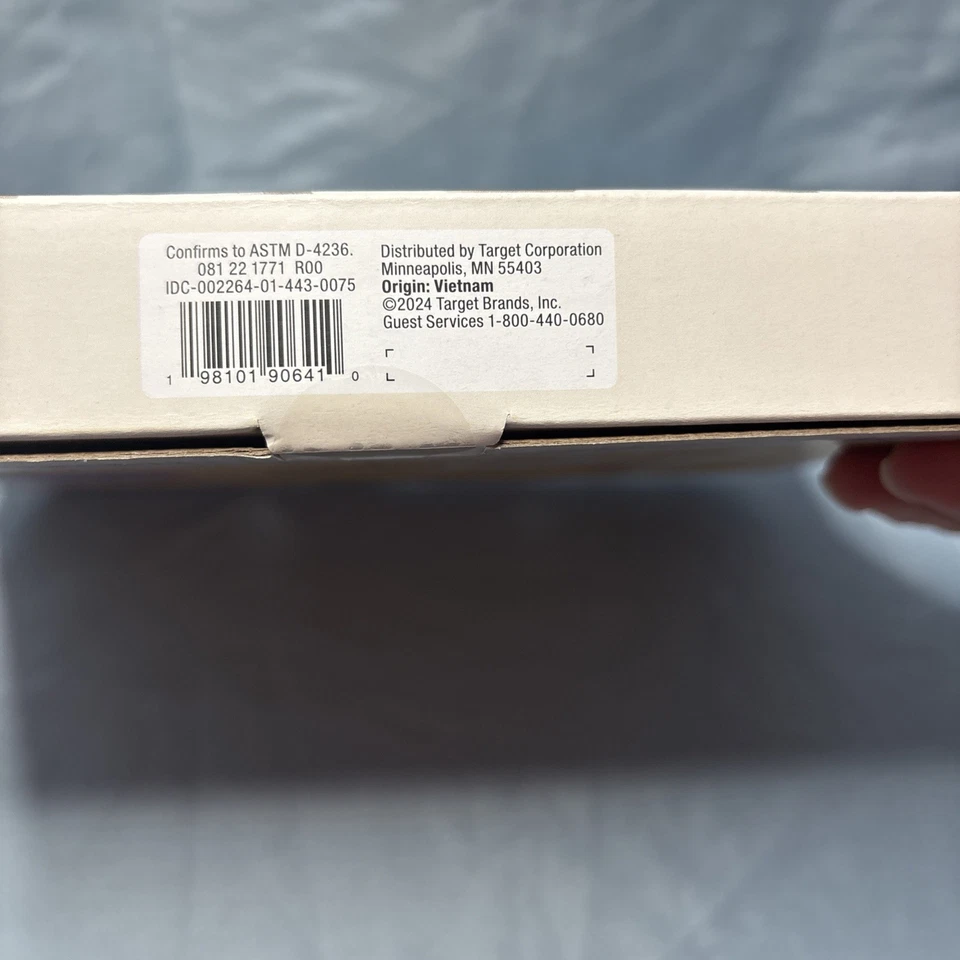 Confirms to ASTM D-4236.
081 22 1771 R00
IDC-002264-01-443-0075
1 98101 90641 0
Distributed by Target Corporation
Minneapolis, MN 55403
Origin: Vietnam
©2024 Target Brands, Inc.
Guest Services 1-800-440-0680